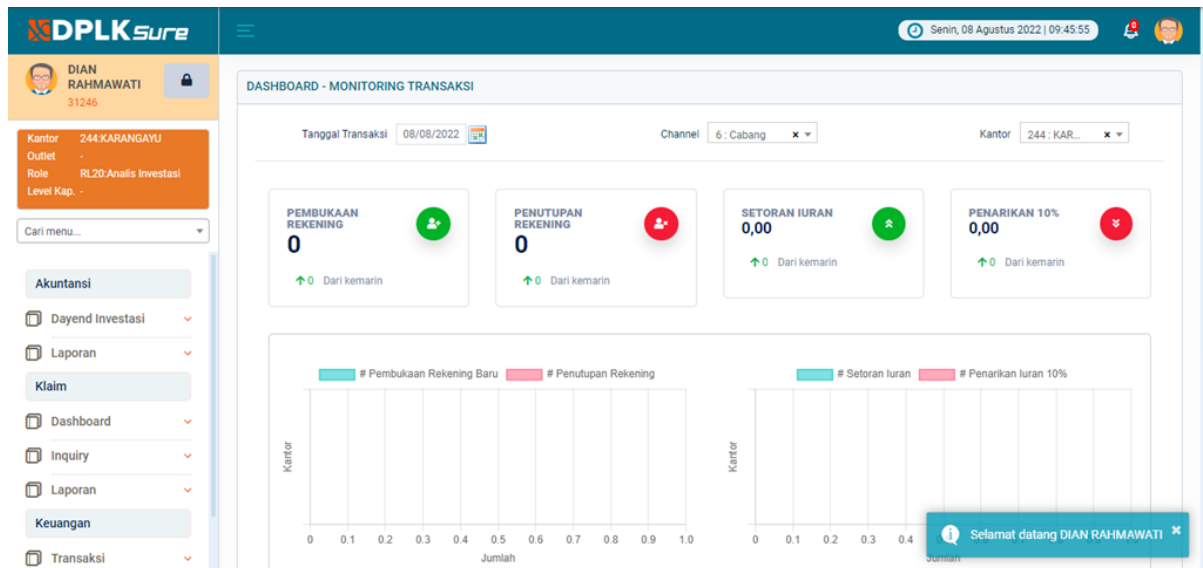 DPLKSure
Senin, 08 Agustus 2022 | 09:45:55
DIAN
RAHMAWATI
31246
Kantor 244:KARANGAYU
Outlet -
Role RL20:Analis Investasi
Level Kap. -
Cari menu...
Akuntansi
Dayend Investasi
Laporan
Klaim
Dashboard
Inquiry
Laporan
Keuangan
Transaksi
DASHBOARD - MONITORING TRANSAKSI
Tanggal Transaksi 08/08/2022 Channel 6 : Cabang x Kantor 244 : KAR... x
PEMBUKAAN
REKENING
0
0 Dari kemarin
PENUTUPAN
REKENING
0
0 Dari kemarin
SETORAN IURAN
0,00
0 Dari kemarin
PENARIKAN 10%
0,00
0 Dari kemarin
# Pembukaan Rekening Baru # Penutupan Rekening
Kantor
0 0.1 0.2 0.3 0.4 0.5 0.6 0.7 0.8 0.9 1.0
Jumlah
# Setoran Iuran # Penarikan Iuran 10%
Kantor
0 0.1 0.2 0.3 0.4
Jumlah
Selamat datang DIAN RAHMAWATI ×